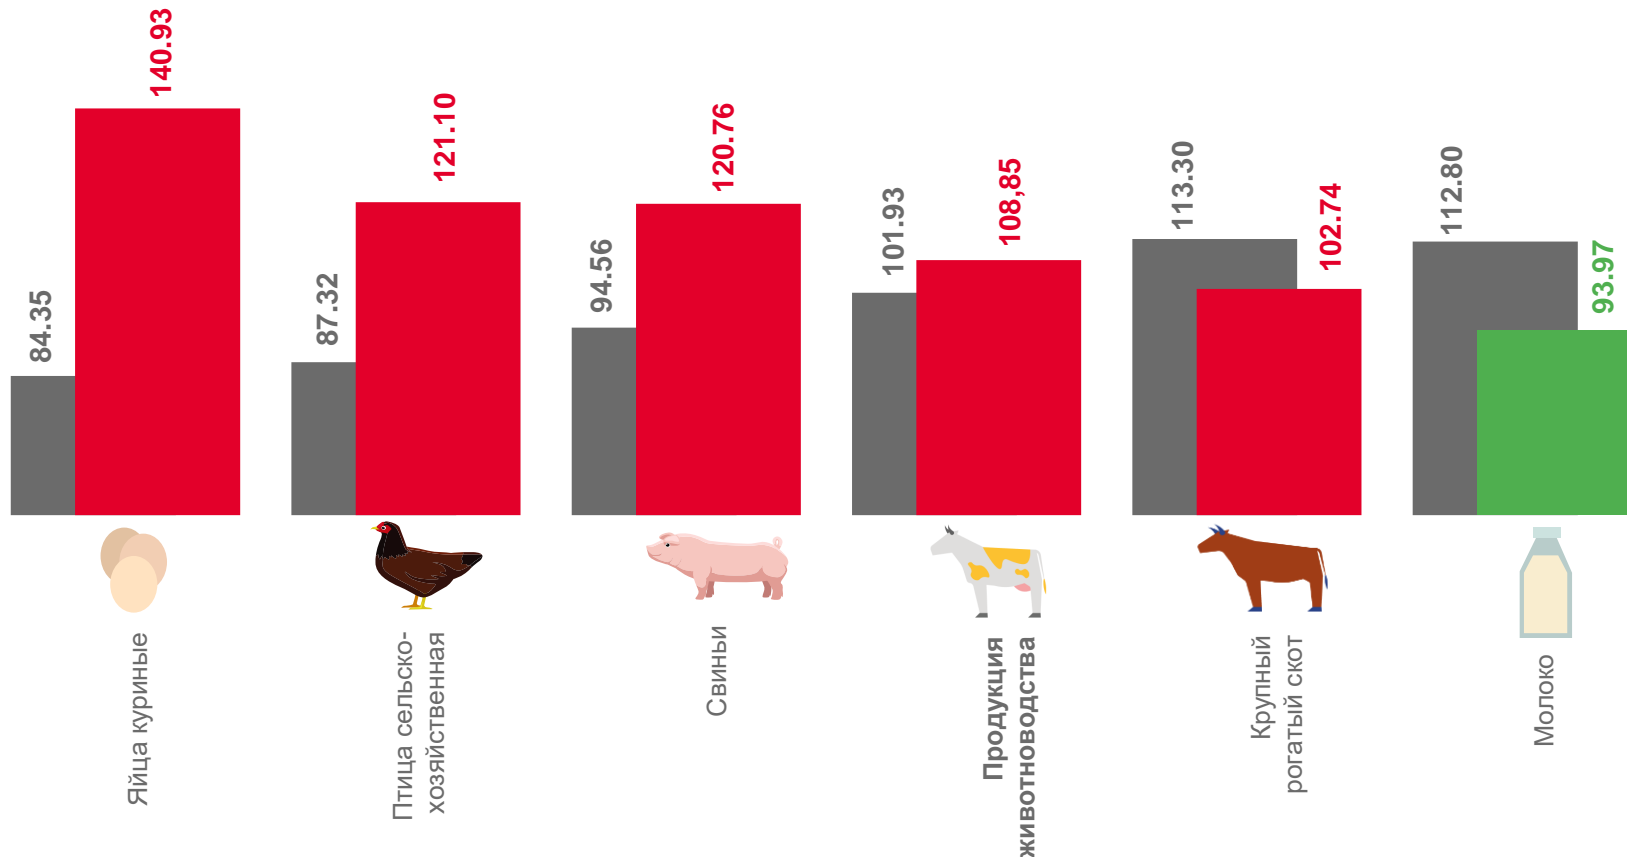 84.35
140.93
Яйца куриные
87.32
121.10
Птица сельско-
хозяйственная
94.56
120.76
Свиньи
101.93
108,85
Продукция
животноводства
113.30
102.74
Крупный
рогатый скот
112.80
93.97
Молоко